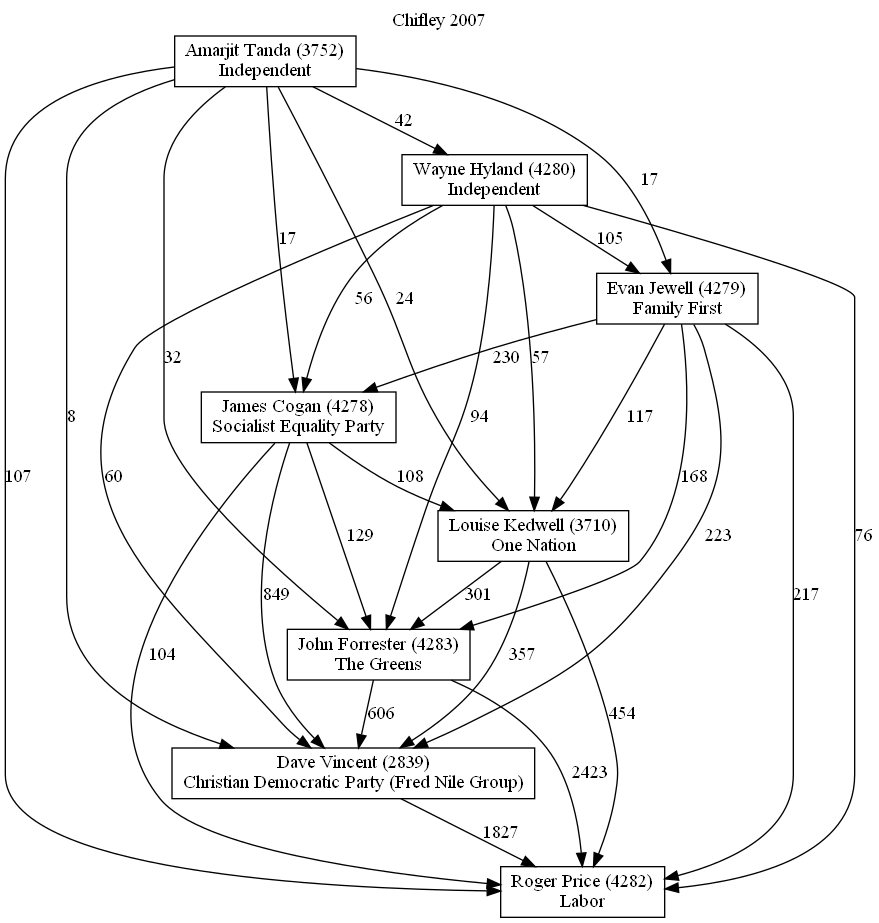 Chifley 2007
Amarjit Tanda (3752)
Independent
42
Wayne Hyland (4280)
Independent
17
17
56
24
105
Evan Jewell (4279)
Family First
32
230
57
James Cogan (4278)
Socialist Equality Party
8
94
117
107
60
108
168
76
Louise Kedwell (3710)
One Nation
129
223
849
301
217
John Forrester (4283)
The Greens
104
357
606
454
Dave Vincent (2839)
Christian Democratic Party (Fred Nile Group)
2423
1827
Roger Price (4282)
Labor